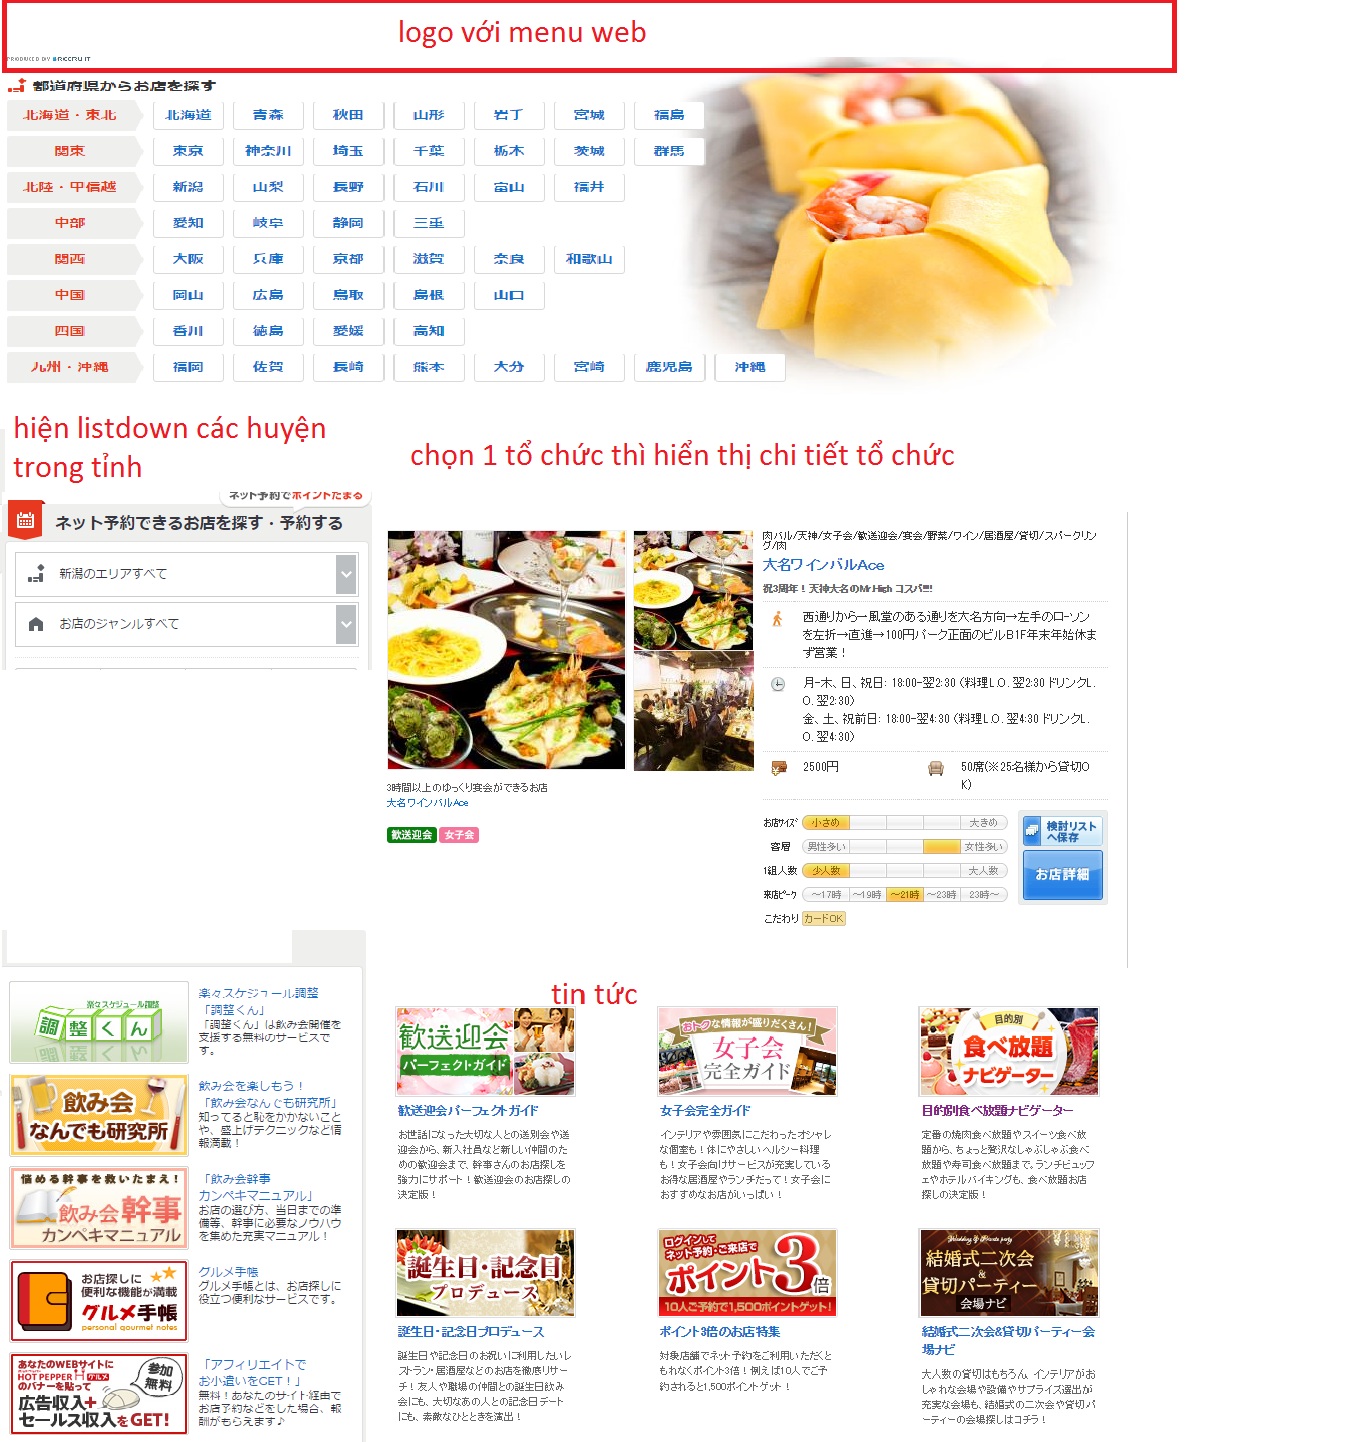 logo với menu web
PRODUCED BY RECRUIT
都道府県からお店を探す
北海道・東北 北海道 青森 秋田 山形 岩手 宮城 福島
関東 東京 神奈川 埼玉 千葉 栃木 茨城 群馬
北陸・甲信越 新潟 山梨 長野 石川 富山 福井
中部 愛知 岐阜 静岡 三重
関西 大阪 兵庫 京都 滋賀 奈良 和歌山
中国 岡山 広島 鳥取 島根 山口
四国 香川 徳島 愛媛 高知
九州・沖縄 福岡 佐賀 長崎 熊本 大分 宮崎 鹿児島 沖縄
hiện listdown các huyện
trong tỉnh
chọn 1 tổ chức thì hiển thị chi tiết tổ chức
ネット予約でポイントたまる
ネット予約できるお店を探す・予約する
新潟のエリアすべて
お店のジャンルすべて
肉バル/天神/女子会/歓送迎会/宴会/野菜/ワイン/居酒屋/貸切/スパークリン
グ/肉
大名ワインバルAce
祝3周年！天神大名のMr.High コスパ!!!
西通りから→風堂のある通りを大名方向→左手のローソン
を左折→直進→100円パーク正面のビルB1F年末年始休ま
ず営業！
月-木、日、祝日: 18:00-翌2:30 (料理L.O. 翌2:30 ドリンクL.
O. 翌2:30)
金、土、祝前日: 18:00-翌4:30 (料理L.O. 翌4:30 ドリンクL.
O. 翌4:30)
2500円 50席(※25名様から貸切O
K)
3時間以上のゆっくり宴会ができるお店
大名ワインバルAce
歓送迎会 女子会
お店サイズ 小さめ 大きめ
客層 男性多い 女性多い
1組人数 少人数 大人数
来店ピーク ～17時 ～19時 ～21時 ～23時 23時～
こだわり カードOK
検討リスト
へ保存
お店詳細
楽々スケジュール調整
調整くん
楽々スケジュール調整
「調整くん」
「調整くん」は飲み会開催を
支援する無料のサービスで
す。
飲み会
なんでも研究所
飲み会を楽しもう！
「飲み会なんでも研究所」
知ってると恥をかかないこと
や、盛上げテクニックなど情
報満載！
悩める幹事を救いたまえ！
飲み会幹事
カンペキマニュアル
「飲み会幹事
カンペキマニュアル」
お店の選び方、当日までの準
備等、幹事に必要なノウハウ
を集めた充実マニュアル！
お店探しに
便利な機能が満載
グルメ手帳
personal gourmet notes
グルメ手帳
グルメ手帳とは、お店探しに
役立つ便利なサービスです。
あなたのWEBサイトに
HOT PEPPER グルメ
のバナーを貼って
広告収入+
セールス収入をGET!
参加
無料!
「アフィリエイトで
お小遣いをGET！」
無料！あなたのサイト経由で
お店予約などをした場合、報
酬がもらえます♪
tin tức
歓送迎会
パーフェクトガイド
歓送迎会パーフェクトガイド
お世話になった大切な人との送別会や送
迎会から、新入社員など新しい仲間のた
めの歓迎会まで、幹事さんのお店探しを
強力にサポート！歓送迎会のお店探しの
決定版！
おトクな情報が盛りだくさん!
女子会
完全ガイド
女子会完全ガイド
インテリアや雰囲気にこだわったオシャレ
な個室も！体にやさしいヘルシー料理
も！女子会向けサービスが充実している
お得な居酒屋やランチだって！女子会に
おすすめなお店がいっぱい！
目的別
食べ放題
ナビゲーター
目的別食べ放題ナビゲーター
定番の焼肉食べ放題やスイーツ食べ放
題から、ちょっと贅沢なしゃぶしゃぶ食べ
放題や寿司食べ放題まで。ランチビュッフ
ェやホテルバイキングも、食べ放題お店
探しの決定版！
誕生日・記念日
プロデュース
誕生日・記念日プロデュース
誕生日や記念日のお祝いに利用したいレ
ストラン・居酒屋などのお店を徹底リサー
チ！友人や職場の仲間との誕生日飲み
会にも、大切なあの人との記念日デート
にも、素敵なひとときを演出！
ログインして
ネット予約・ご来店で
ポイント3倍
10人ご予約で1,500ポイントゲット!
ポイント3倍のお店特集
対象店舗でネット予約をご利用いただくと
もれなくポイント3倍！例えば10人でご予
約されると1,500ポイントゲット！
Wedding & Private party
結婚式二次会
&
貸切パーティー
会場ナビ
結婚式二次会&貸切パーティー会
場ナビ
大人数の貸切はもちろん、インテリアがお
しゃれな会場や設備やサプライズ選出が
充実な会場も、結婚式の二次会や貸切パ
ーティーの会場探しはコチラ！